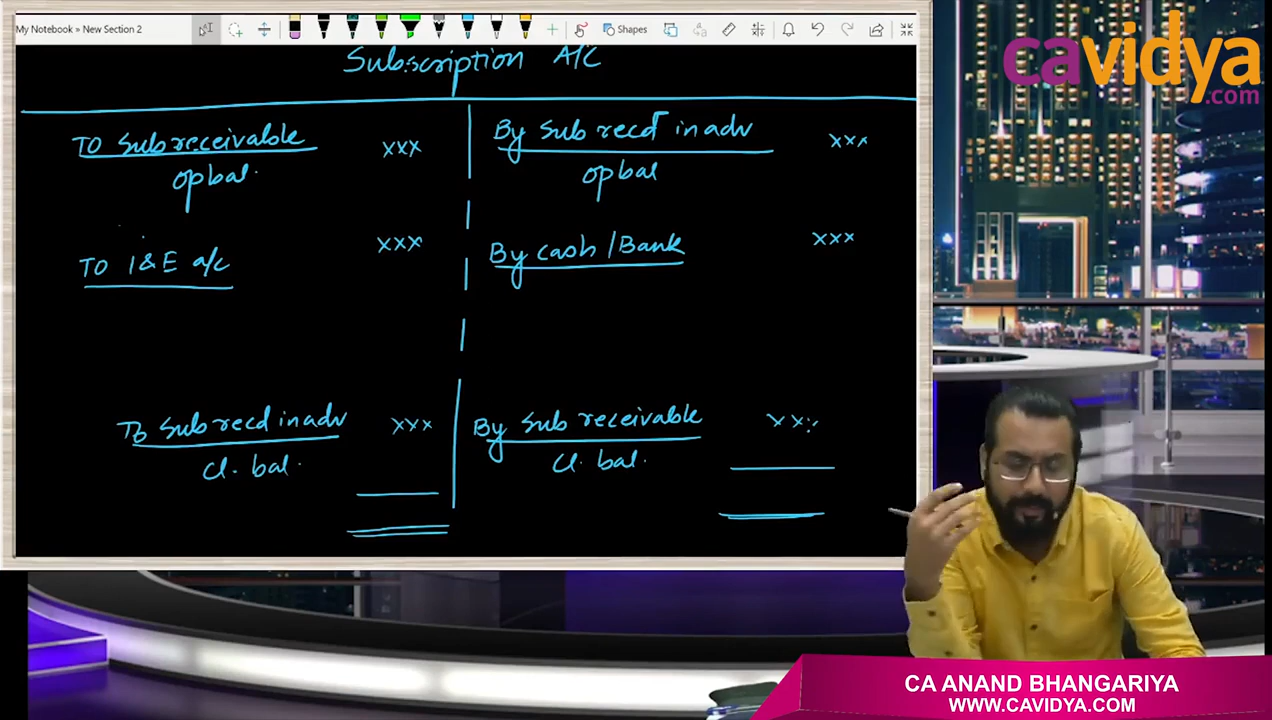 My Notebook » New Section 2
Shapes
cavidya
.com
Subscription A/C
To Sub receivable xxx
op bal.
To I&E a/c xxx
To Sub recd in adv xxx
cl. bal.
By Sub recd in adv xxx
op bal
By cash/Bank xxx
By Sub receivable xxx
cl. bal.
CA ANAND BHANGARIYA
WWW.CAVIDYA.COM